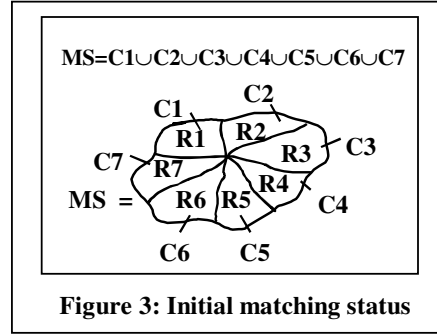 MS=C1∪C2∪C3∪C4∪C5∪C6∪C7
C1 C2
R1 R2
C7 R7 R3 C3
MS = R6 R5 R4 C4
C6 C5
Figure 3: Initial matching status